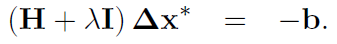 (H + λI) Δx* = −b.